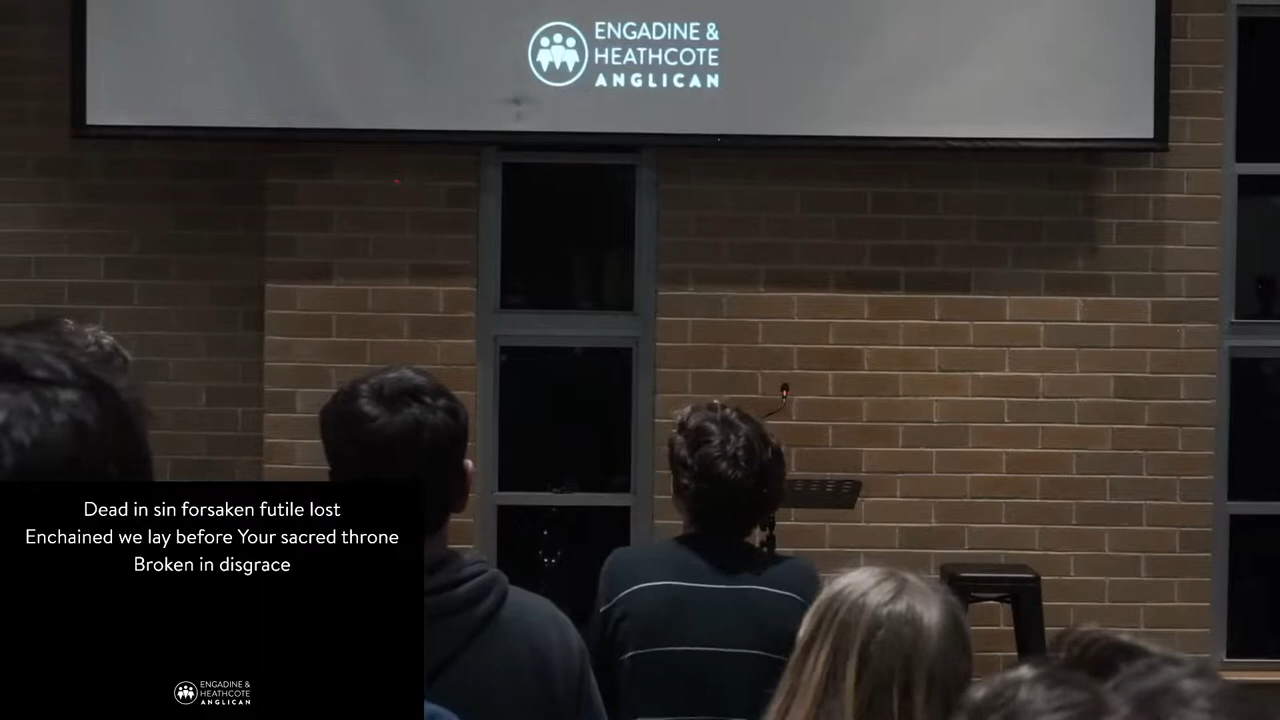 ENGADINE &
HEATHCOTE
ANGLICAN
Dead in sin forsaken futile lost
Enchained we lay before Your sacred throne
Broken in disgrace
ENGADINE &
HEATHCOTE
ANGLICAN